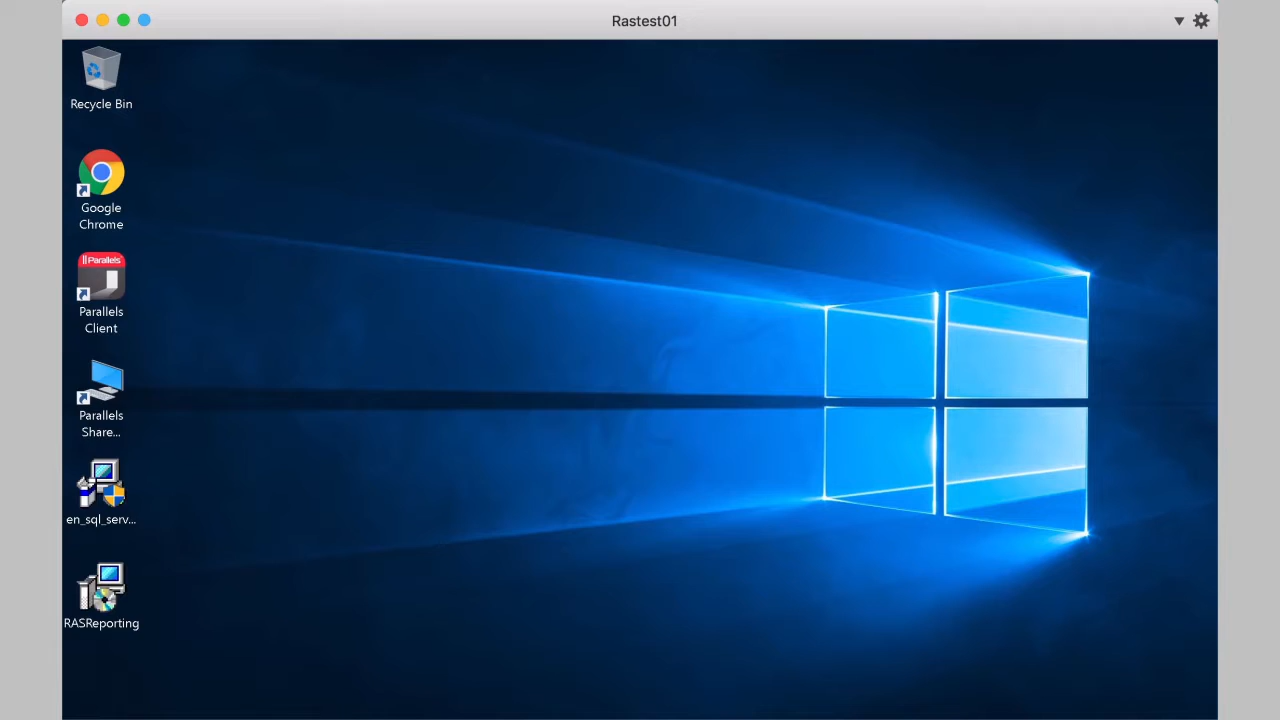 Rastest01
Recycle Bin
Google
Chrome
Parallels
Parallels
Client
Parallels
Share...
en_sql_serv...
RASReporting